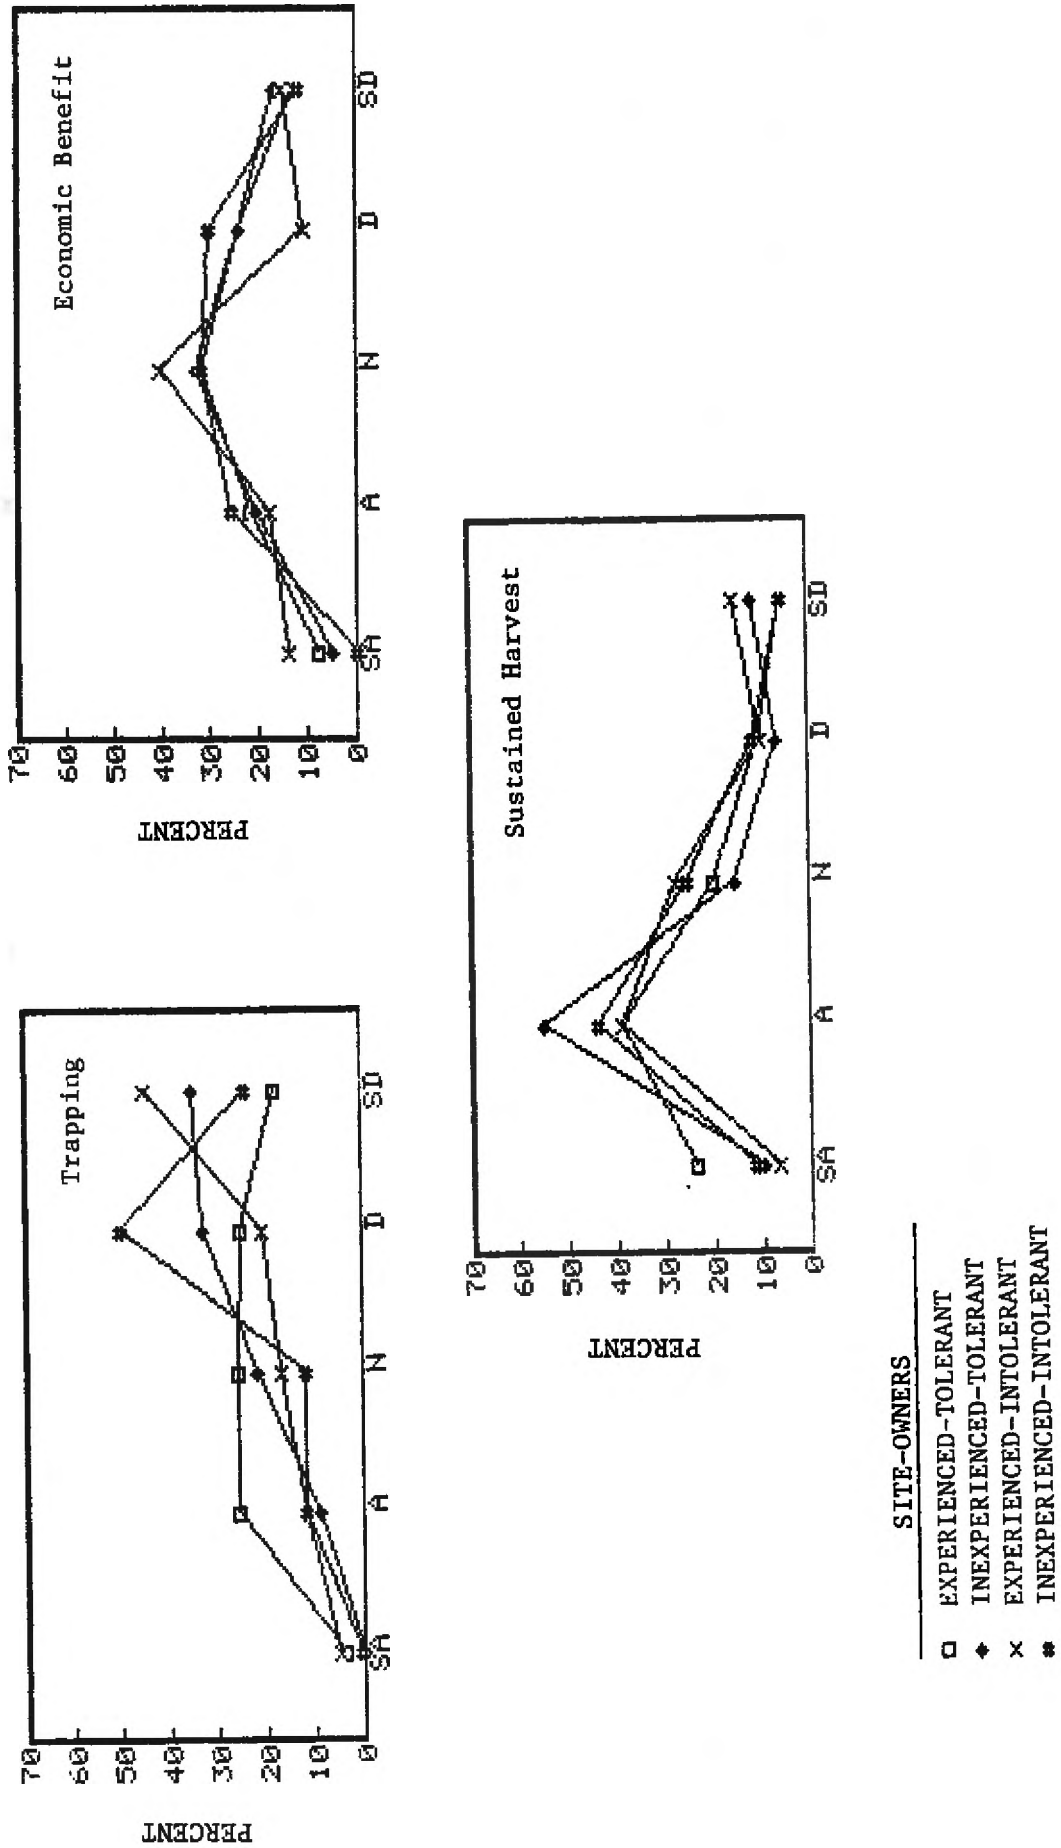 Trapping
PERCENT
70
60
50
40
30
20
10
0
SA A N D SD
Economic Benefit
PERCENT
70
60
50
40
30
20
10
0
SA A N D SD
Sustained Harvest
PERCENT
70
60
50
40
30
20
10
0
SA A N D SD
SITE-OWNERS
EXPERIENCED-TOLERANT
INEXPERIENCED-TOLERANT
EXPERIENCED-INTOLERANT
INEXPERIENCED-INTOLERANT